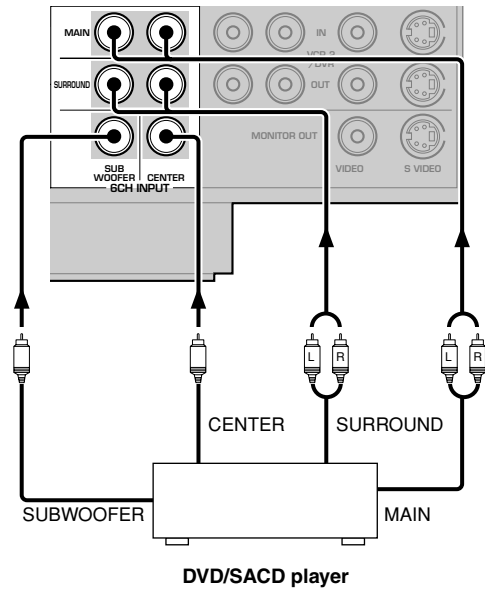 MAIN
IN
VCR 2
/DVR
SURROUND
OUT
MONITOR OUT
SUB
WOOFER
CENTER
VIDEO
S VIDEO
6CH INPUT
L
R
L
R
CENTER
SURROUND
SUBWOOFER
MAIN
DVD/SACD player